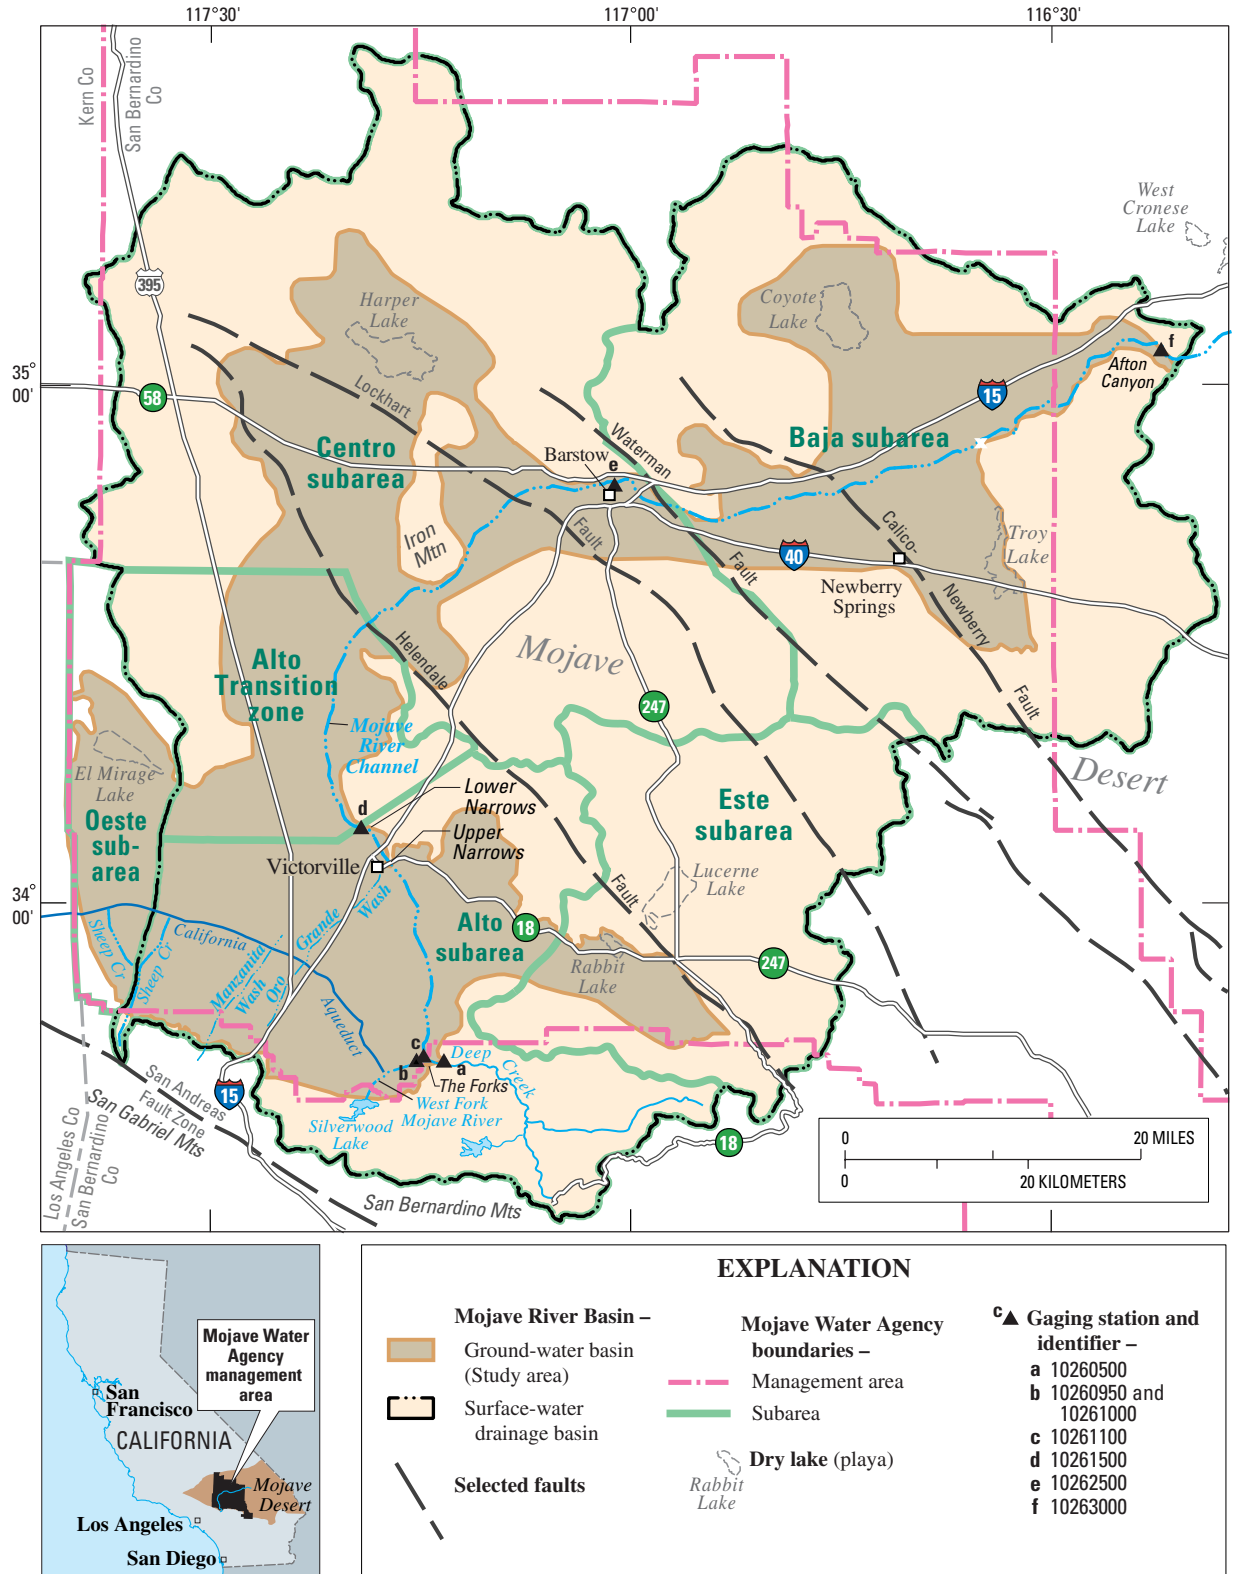 117°30'
117°00'
116°30'
Kern Co
San Bernardino
Co
West
Cronese
Lake
395
Harper
Lake
Coyote
Lake
f
Afton
Canyon
35°
00'
58
Lockhart
15
Centro
subarea
Waterman
Baja subarea
Barstow
e
Iron
Mtn
Fault
Calico-
Troy
Lake
40
Fault
Newberry
Springs
Newberry
Mojave
Helendale
Alto
Transition
zone
247
Fault
Mojave
River
Channel
Desert
El Mirage
Lake
Lower
Narrows
d
Este
subarea
Oeste
sub-
area
Upper
Narrows
Victorville
Lucerne
Lake
Fault
34°
00'
Wash
Grande
Oro
Alto
subarea
18
California
Sheep Cr
Sheep Cr
Manzanita
Wash
Rabbit
Lake
247
Aqueduct
c
b
a
Deep
Creek
The Forks
San Andreas
Fault Zone
15
West Fork
Mojave River
Silverwood
Lake
San Gabriel Mts
18
0
20 MILES
0
20 KILOMETERS
Los Angeles Co
San Bernardino
Co
San Bernardino Mts
Mojave Water
Agency
management
area
San
Francisco
CALIFORNIA
Mojave
Desert
Los Angeles
San Diego
EXPLANATION
Mojave River Basin –
Ground-water basin
(Study area)
Surface-water
drainage basin
Selected faults
Mojave Water Agency
boundaries –
Management area
Subarea
Dry lake (playa)
Rabbit
Lake
c Gaging station and
identifier –
a 10260500
b 10260950 and
10261000
c 10261100
d 10261500
e 10262500
f 10263000